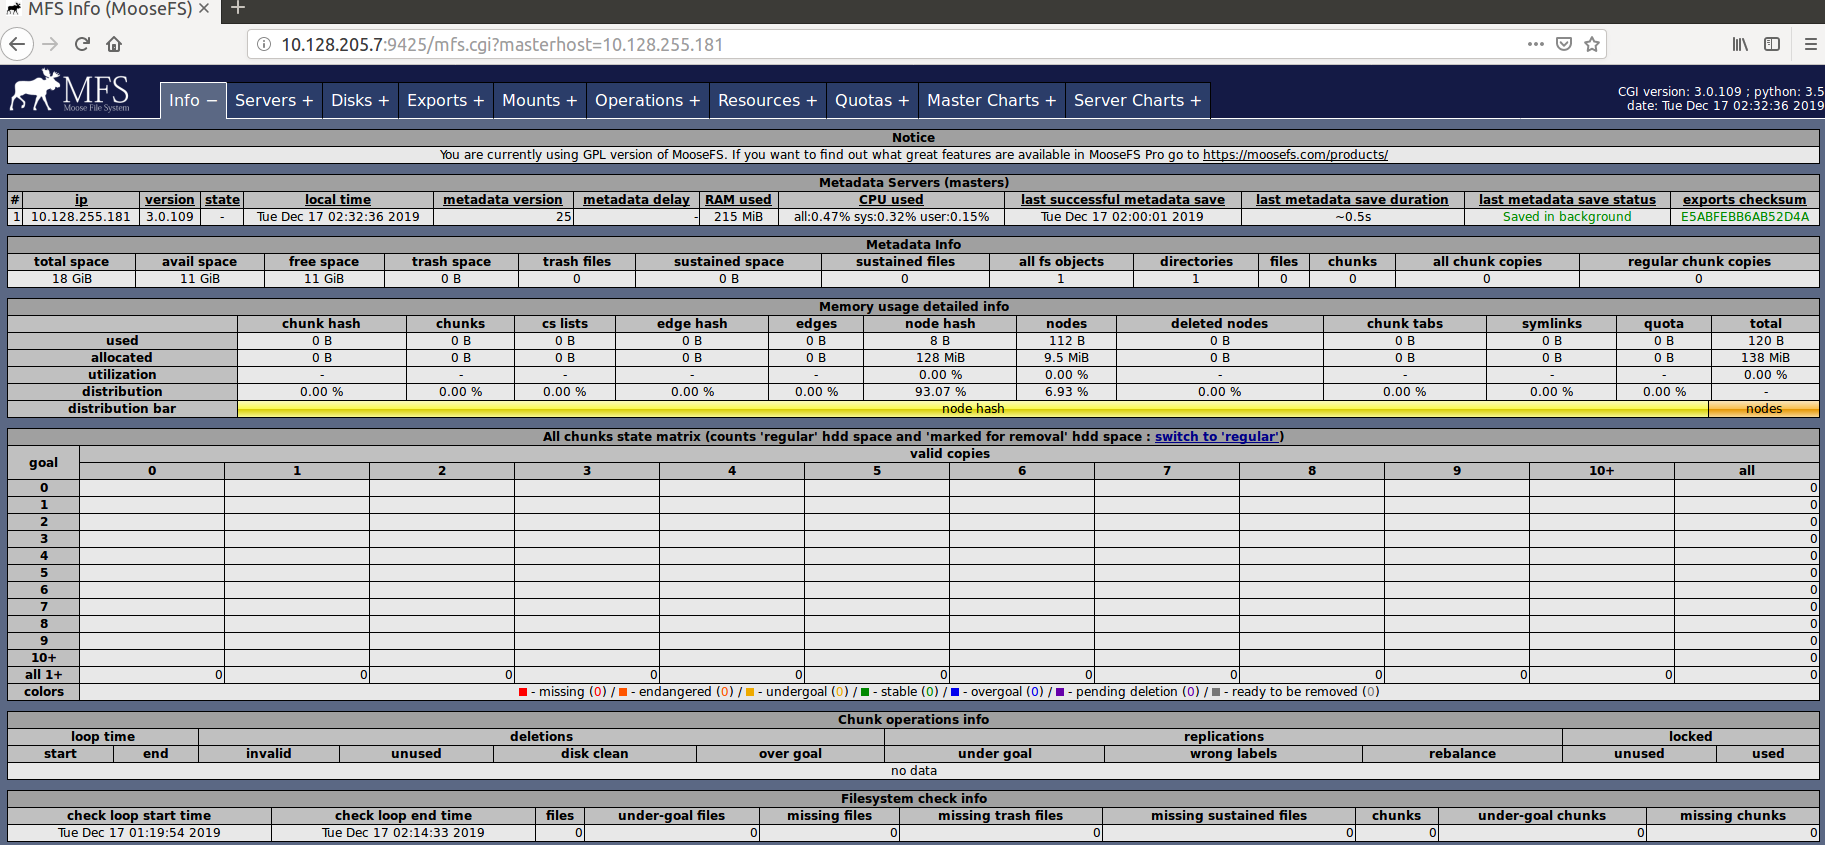 MFS Info (MooseFS) × +
10.128.205.7:9425/mfs.cgi?masterhost=10.128.255.181
MFS
Moose File System
Info − Servers + Disks + Exports + Mounts + Operations + Resources + Quotas + Master Charts + Server Charts +
CGI version: 3.0.109 ; python: 3.5
date: Tue Dec 17 02:32:36 2019
Notice
You are currently using GPL version of MooseFS. If you want to find out what great features are available in MooseFS Pro go to https://moosefs.com/products/
Metadata Servers (masters)
# ip version state local time metadata version metadata delay RAM used CPU used last successful metadata save last metadata save duration last metadata save status exports checksum
1 10.128.255.181 3.0.109 - Tue Dec 17 02:32:36 2019 25 - 215 MiB all:0.47% sys:0.32% user:0.15% Tue Dec 17 02:00:01 2019 ~0.5s Saved in background E5ABFEBB6AB52D4A
Metadata Info
total space avail space free space trash space trash files sustained space sustained files all fs objects directories files chunks all chunk copies regular chunk copies
18 GiB 11 GiB 11 GiB 0 B 0 0 B 0 1 1 0 0 0 0
Memory usage detailed info
chunk hash chunks cs lists edge hash edges node hash nodes deleted nodes chunk tabs symlinks quota total
used 0 B 0 B 0 B 0 B 0 B 8 B 112 B 0 B 0 B 0 B 0 B 120 B
allocated 0 B 0 B 0 B 0 B 0 B 128 MiB 9.5 MiB 0 B 0 B 0 B 0 B 138 MiB
utilization - - - - - 0.00 % 0.00 % - - - - 0.00 %
distribution 0.00 % 0.00 % 0.00 % 0.00 % 0.00 % 93.07 % 6.93 % 0.00 % 0.00 % 0.00 % 0.00 % -
distribution bar node hash nodes
All chunks state matrix (counts 'regular' hdd space and 'marked for removal' hdd space : switch to 'regular')
goal valid copies
0 1 2 3 4 5 6 7 8 9 10+ all
0 0
1 0
2 0
3 0
4 0
5 0
6 0
7 0
8 0
9 0
10+ 0
all 1+ 0 0 0 0 0 0 0 0 0 0 0 0
colors - missing (0) / - endangered (0) / - undergoal (0) / - stable (0) / - overgoal (0) / - pending deletion (0) / - ready to be removed (0)
Chunk operations info
loop time deletions replications locked
start end invalid unused disk clean over goal under goal wrong labels rebalance unused used
no data
Filesystem check info
check loop start time check loop end time files under-goal files missing files missing trash files missing sustained files chunks under-goal chunks missing chunks
Tue Dec 17 01:19:54 2019 Tue Dec 17 02:14:33 2019 0 0 0 0 0 0 0 0